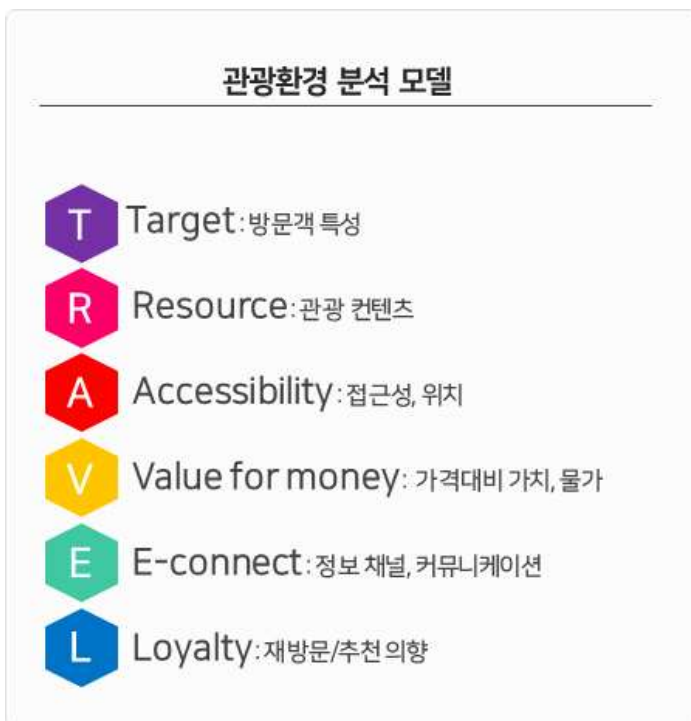 관광환경 분석 모델
T Target:방문객 특성
R Resource:관광 컨텐츠
A Accessibility:접근성, 위치
V Value for money: 가격대비 가치, 물가
E E-connect:정보 채널, 커뮤니케이션
L Loyalty:재방문/추천 의향